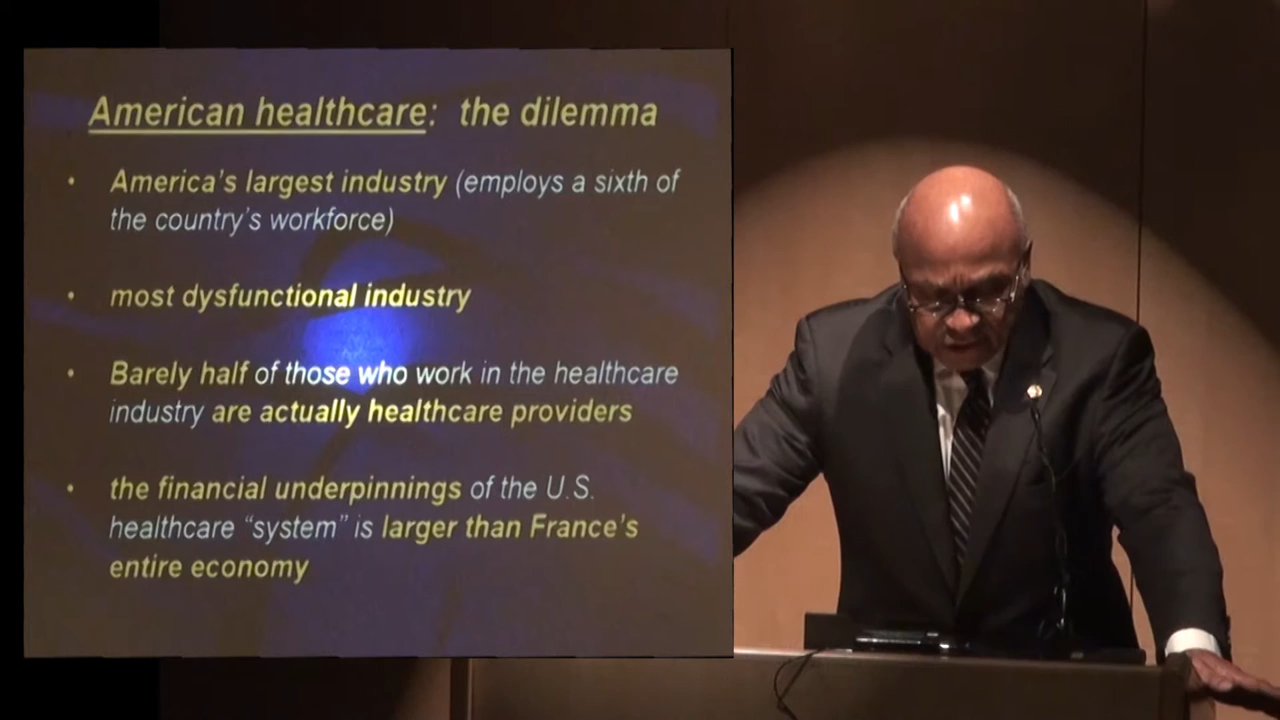 American healthcare: the dilemma
• America's largest industry (employs a sixth of
the country's workforce)
• most dysfunctional industry
• Barely half of those who work in the healthcare
industry are actually healthcare providers
• the financial underpinnings of the U.S.
healthcare “system” is larger than France's
entire economy